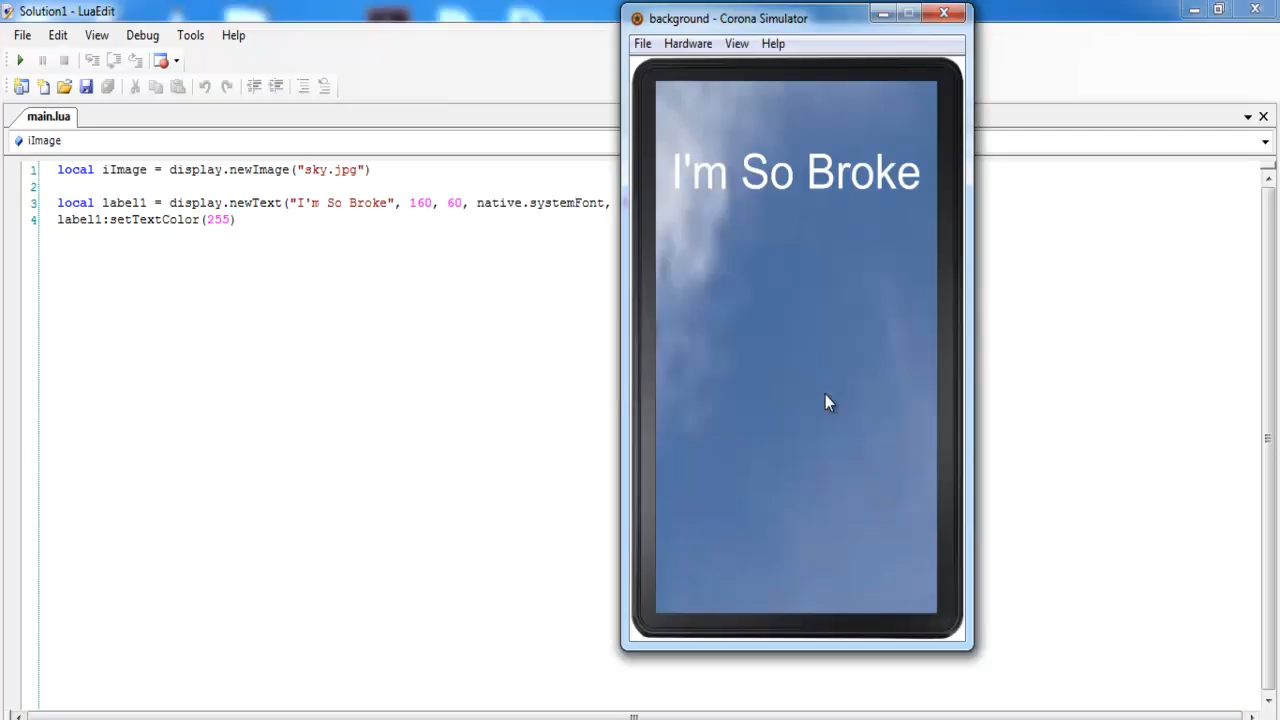 Solution1 - LuaEdit
File Edit View Debug Tools Help
main.lua
iImage
1 local iImage = display.newImage("sky.jpg")
2
3 local label1 = display.newText("I'm So Broke", 160, 60, native.systemFont,
4 label1:setTextColor(255)
background - Corona Simulator
File Hardware View Help
I'm So Broke